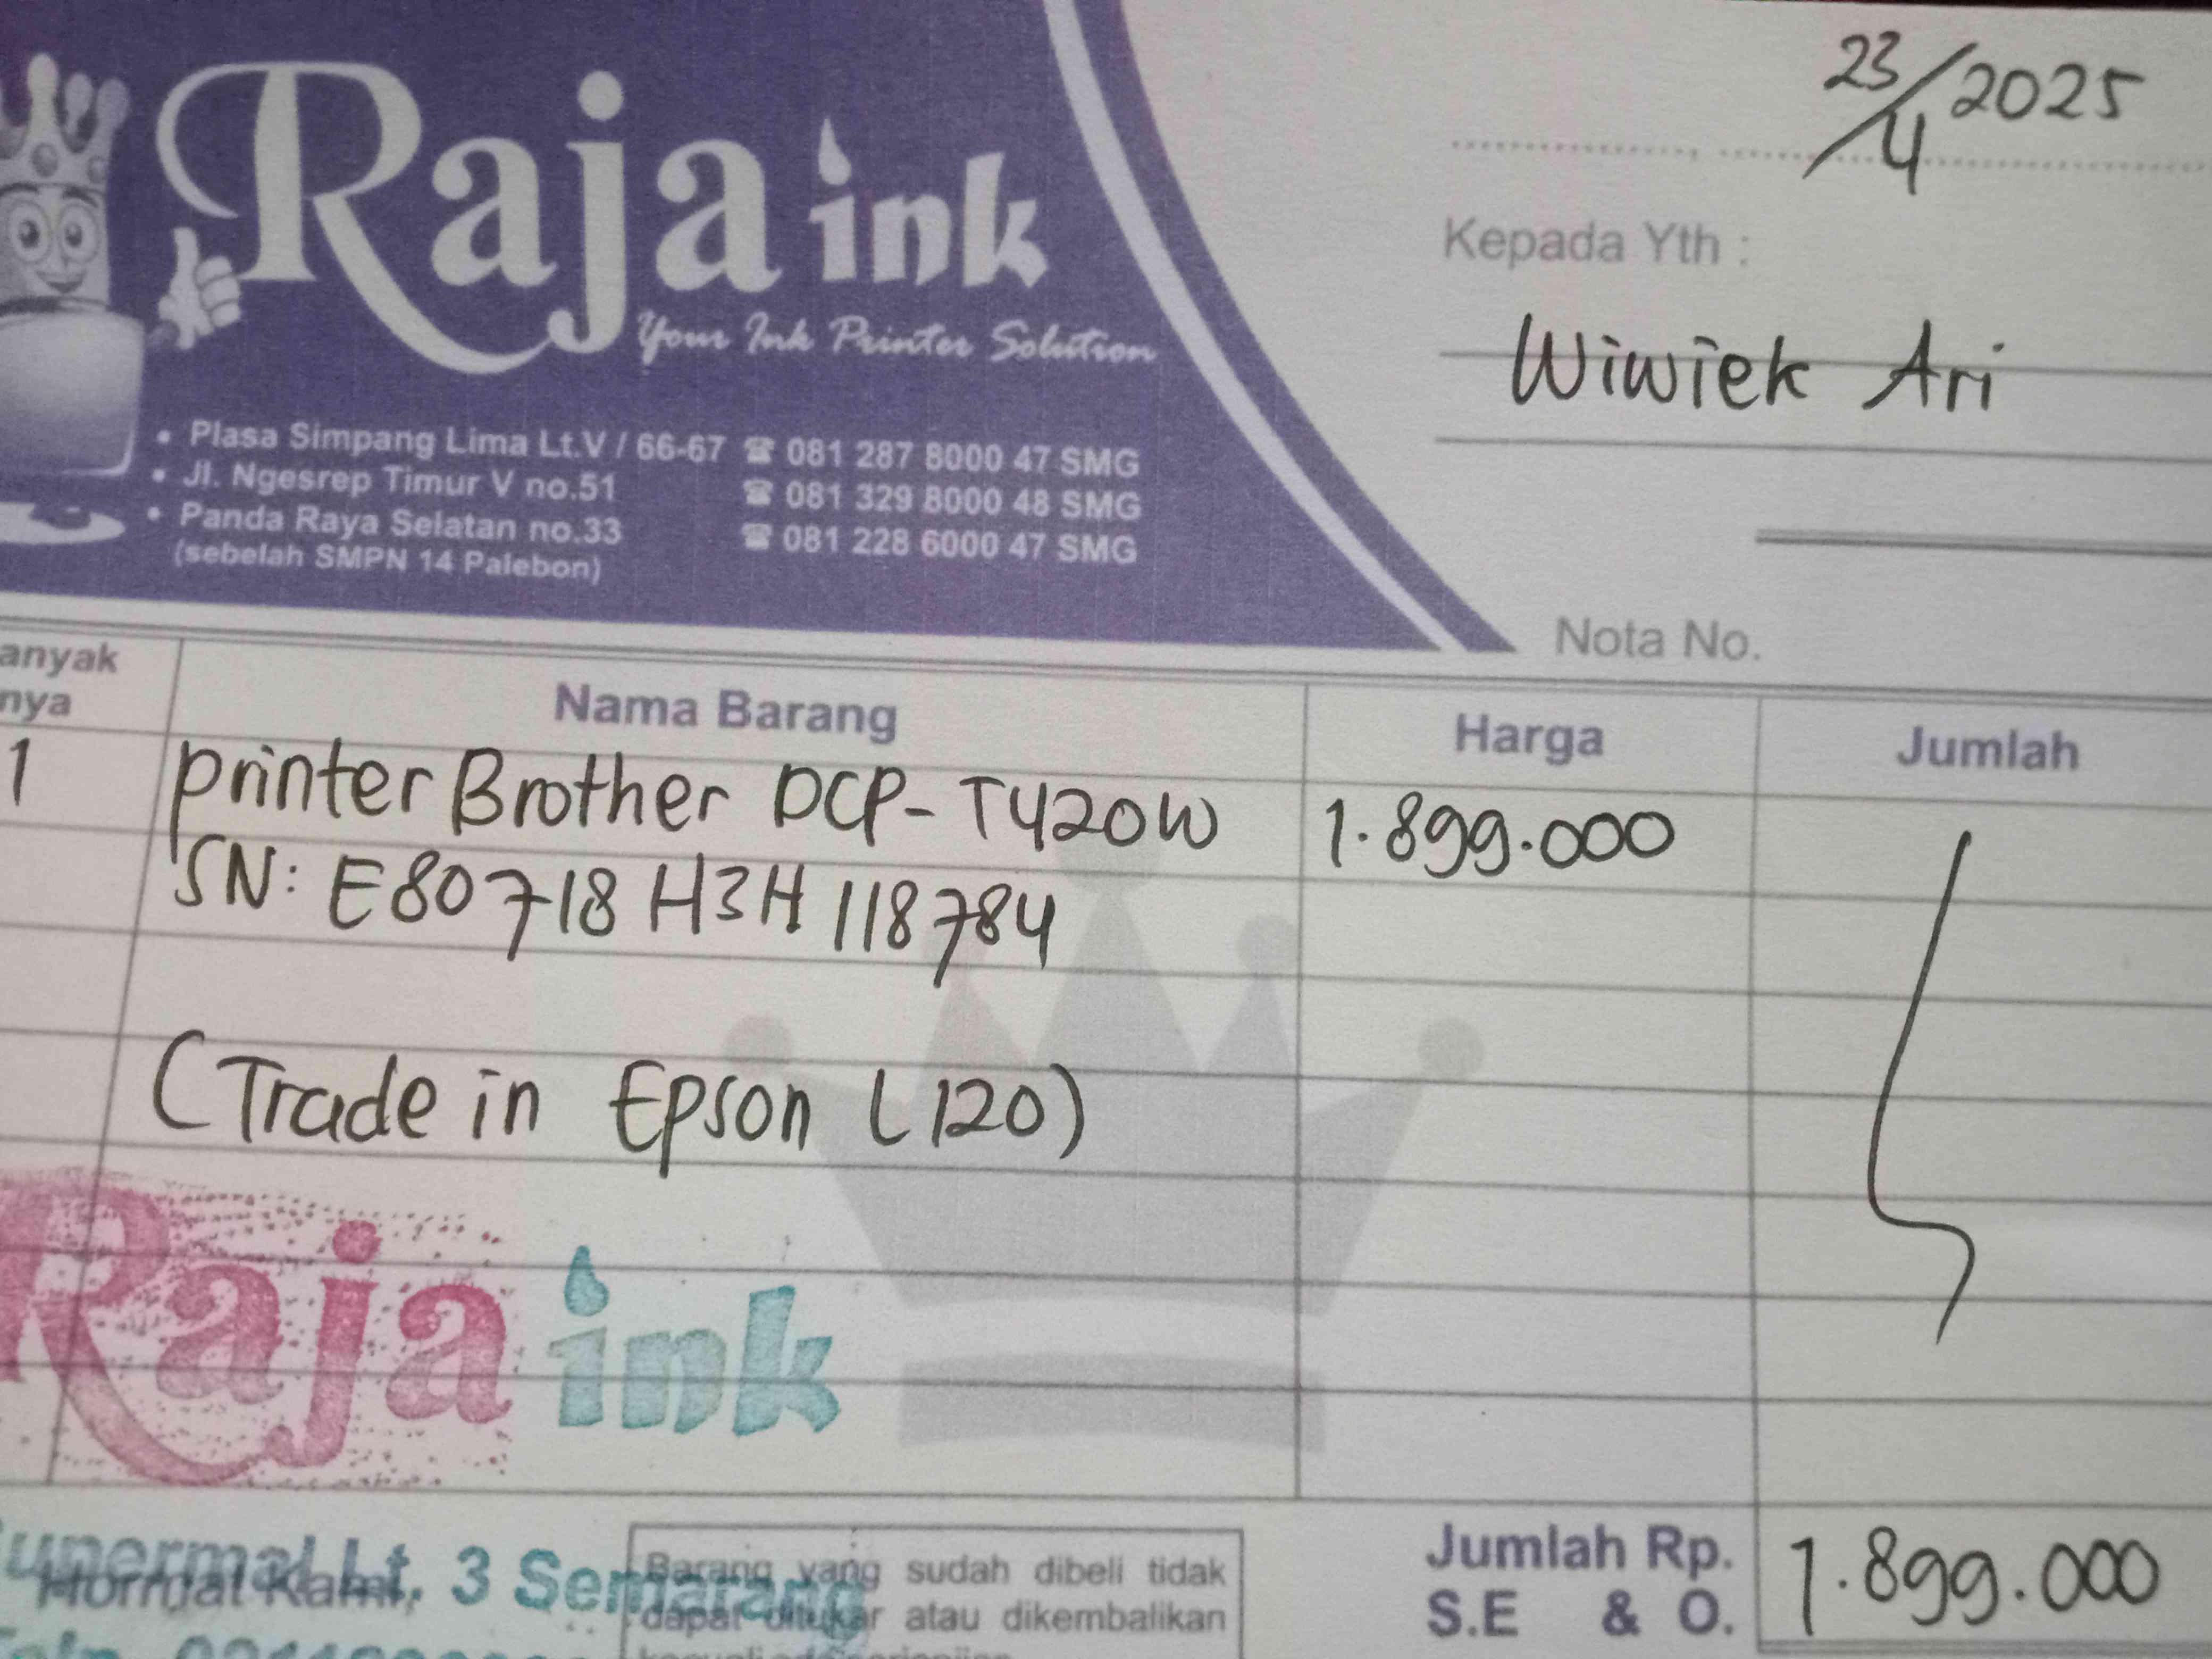 Raja ink
Your Ink Printer Solution
• Plasa Simpang Lima Lt.V / 66-67 ☎ 081 287 8000 47 SMG
• Jl. Ngesrep Timur V no.51 ☎ 081 329 8000 48 SMG
• Panda Raya Selatan no.33 ☎ 081 228 6000 47 SMG
(sebelah SMPN 14 Palebon)
23/4 2025
Kepada Yth :
Wiwiek Ari
Nota No.
anyak
nya
Nama Barang
Harga
Jumlah
1 printer Brother DCP-T420W 1.899.000
SN: E80718H3H118784
(Trade in Epson L120)
Raja ink
upermal Lt. 3 Semarang
Hormat Kami,
Telp.
Barang yang sudah dibeli tidak
dapat ditukar atau dikembalikan
Jumlah Rp. 1.899.000
S.E & O.